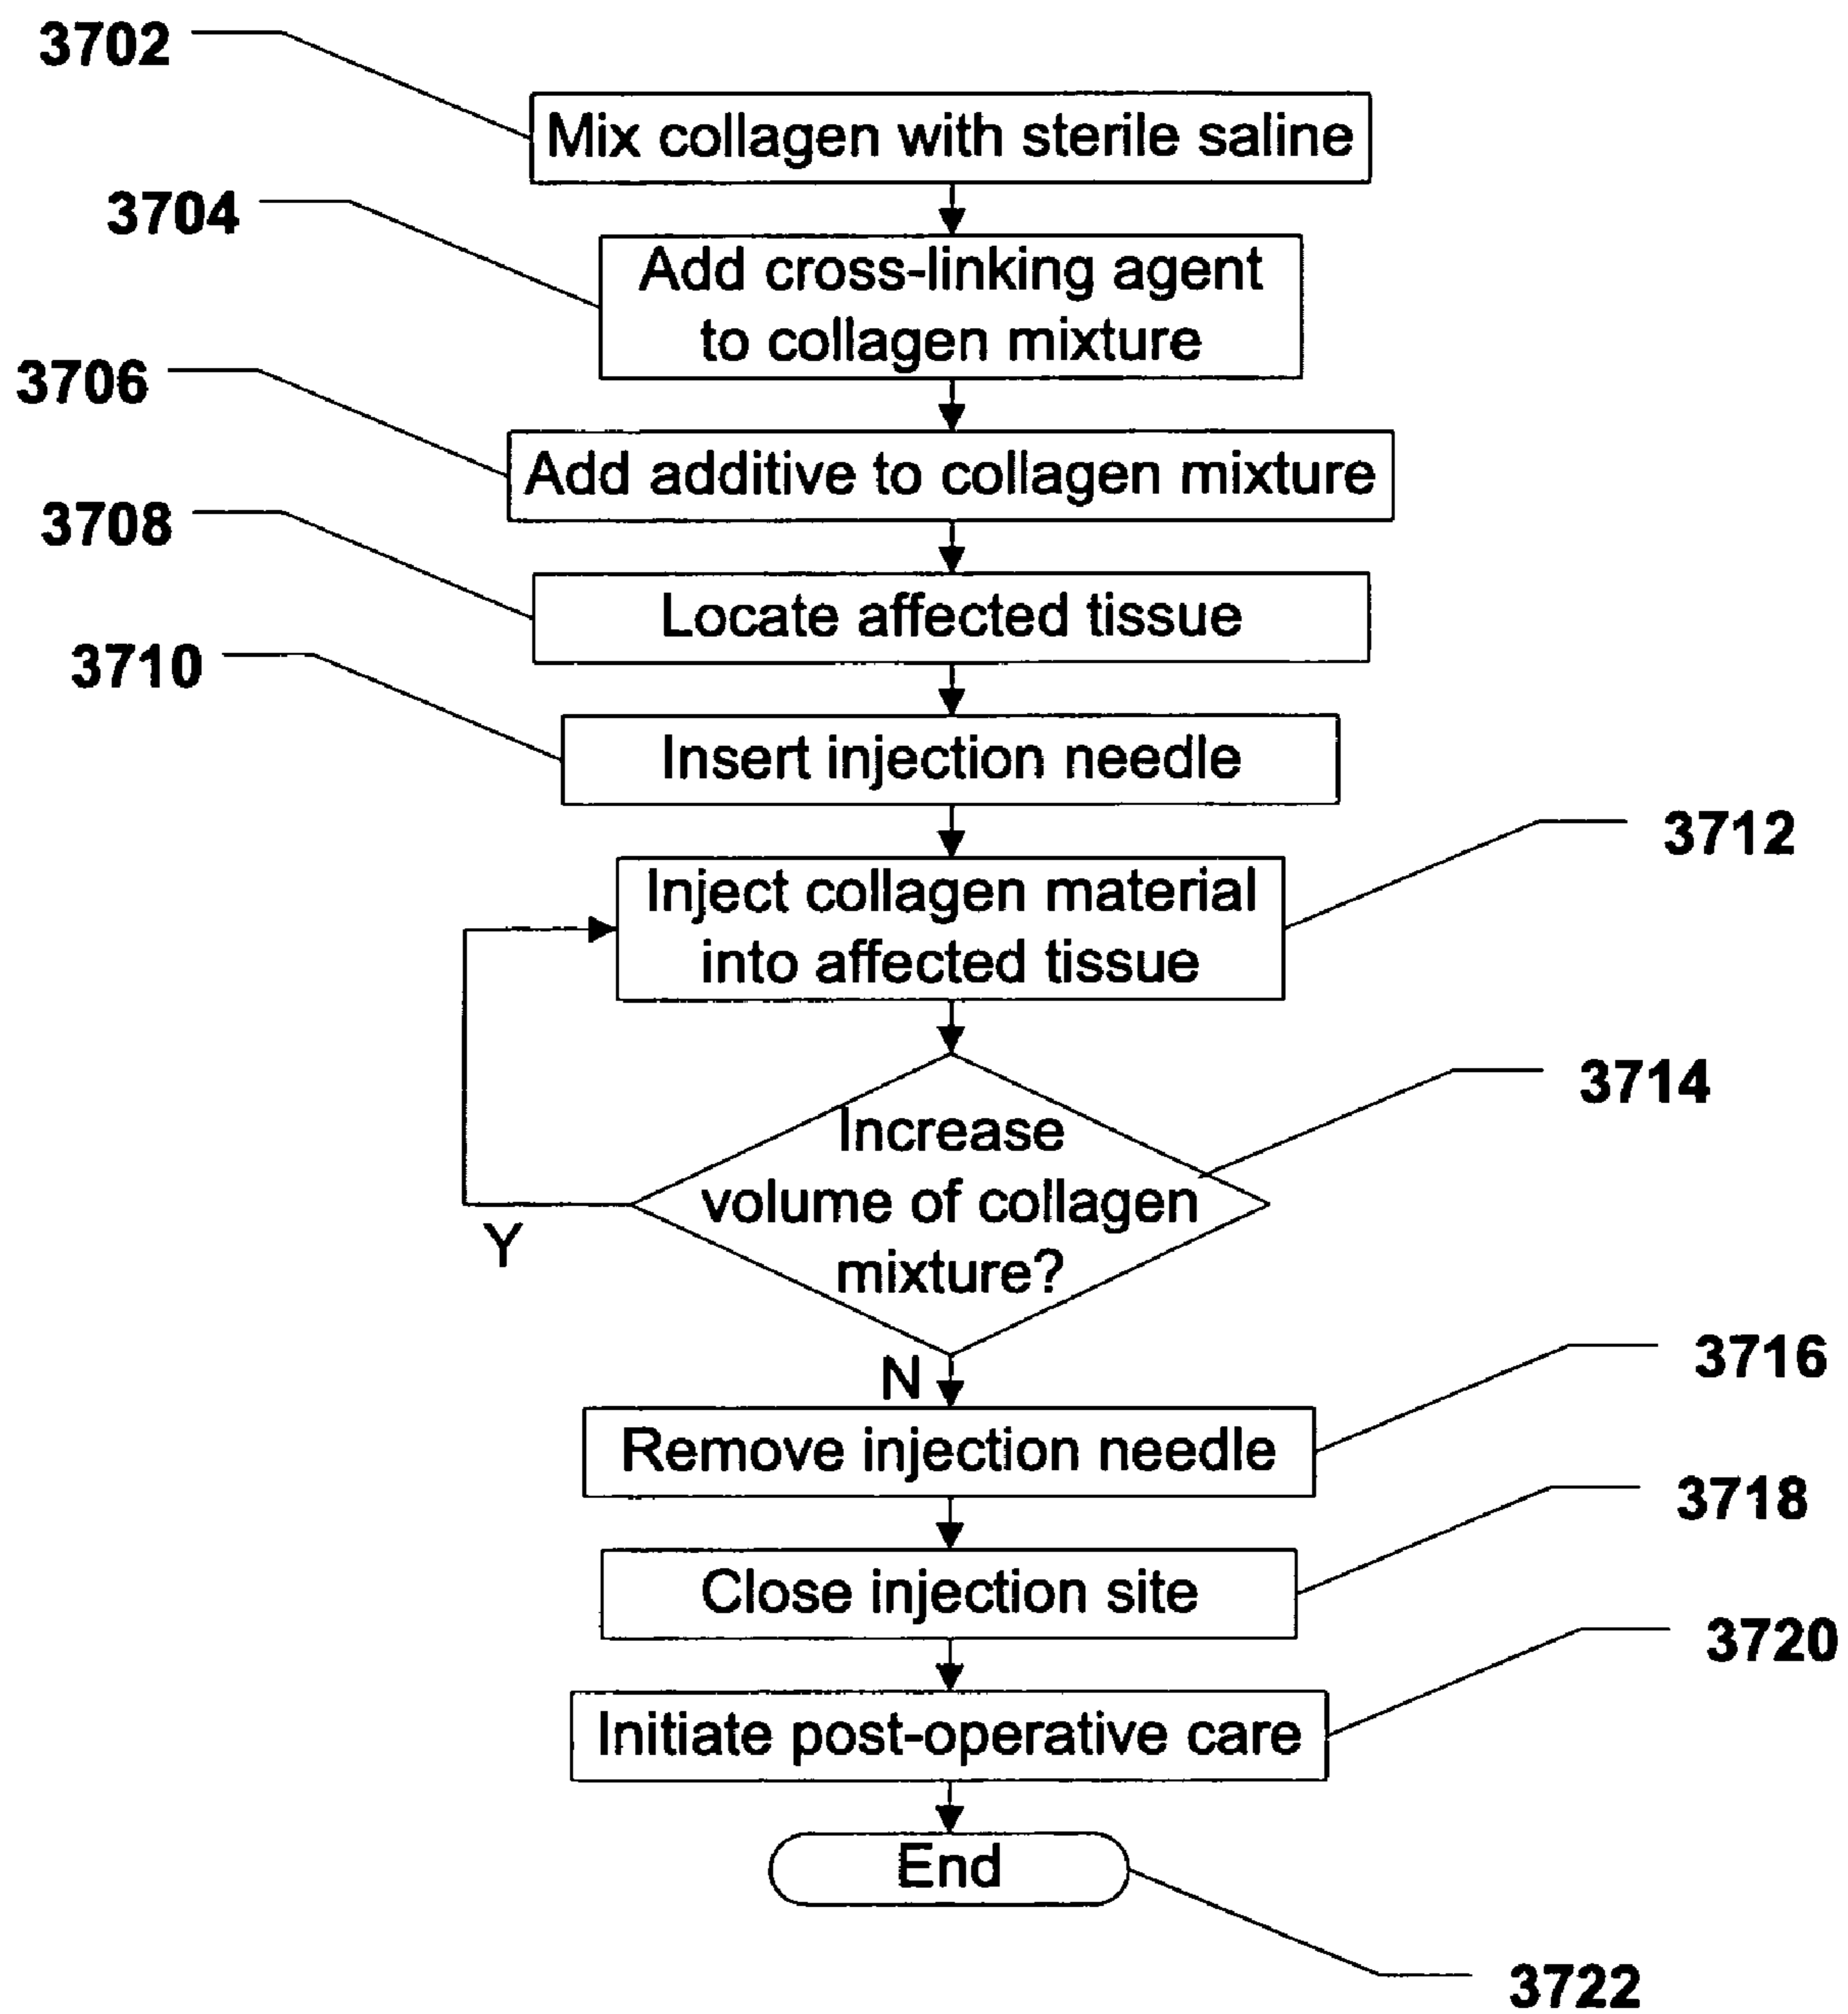 3702
Mix collagen with sterile saline
3704
Add cross-linking agent
to collagen mixture
3706
Add additive to collagen mixture
3708
Locate affected tissue
3710
Insert injection needle
3712
Inject collagen material
into affected tissue
3714
Increase
volume of collagen
mixture?
Y
N
3716
Remove injection needle
3718
Close injection site
3720
Initiate post-operative care
End
3722